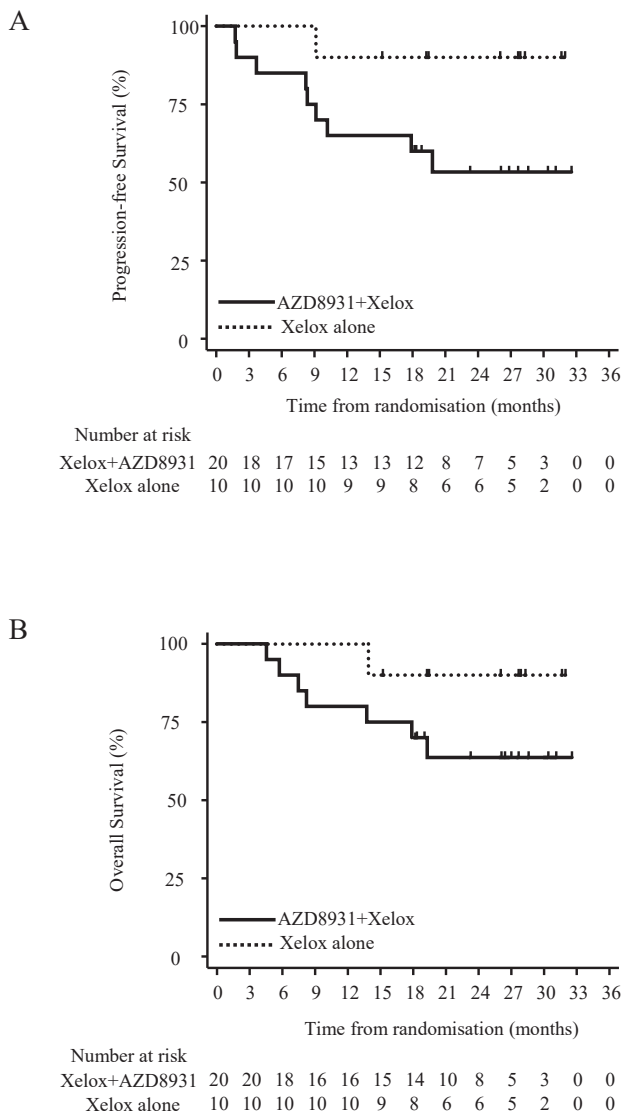 A
100
75
50
25
0
Progression-free Survival (%)
AZD8931+Xelox
Xelox alone
0 3 6 9 12 15 18 21 24 27 30 33 36
Time from randomisation (months)
Number at risk
Xelox+AZD8931 20 18 17 15 13 13 12 8 7 5 3 0 0
Xelox alone 10 10 10 10 9 9 8 6 6 5 2 0 0
B
100
75
50
25
0
Overall Survival (%)
AZD8931+Xelox
Xelox alone
0 3 6 9 12 15 18 21 24 27 30 33 36
Time from randomisation (months)
Number at risk
Xelox+AZD8931 20 20 18 16 16 15 14 10 8 5 3 0 0
Xelox alone 10 10 10 10 10 9 8 6 6 5 2 0 0